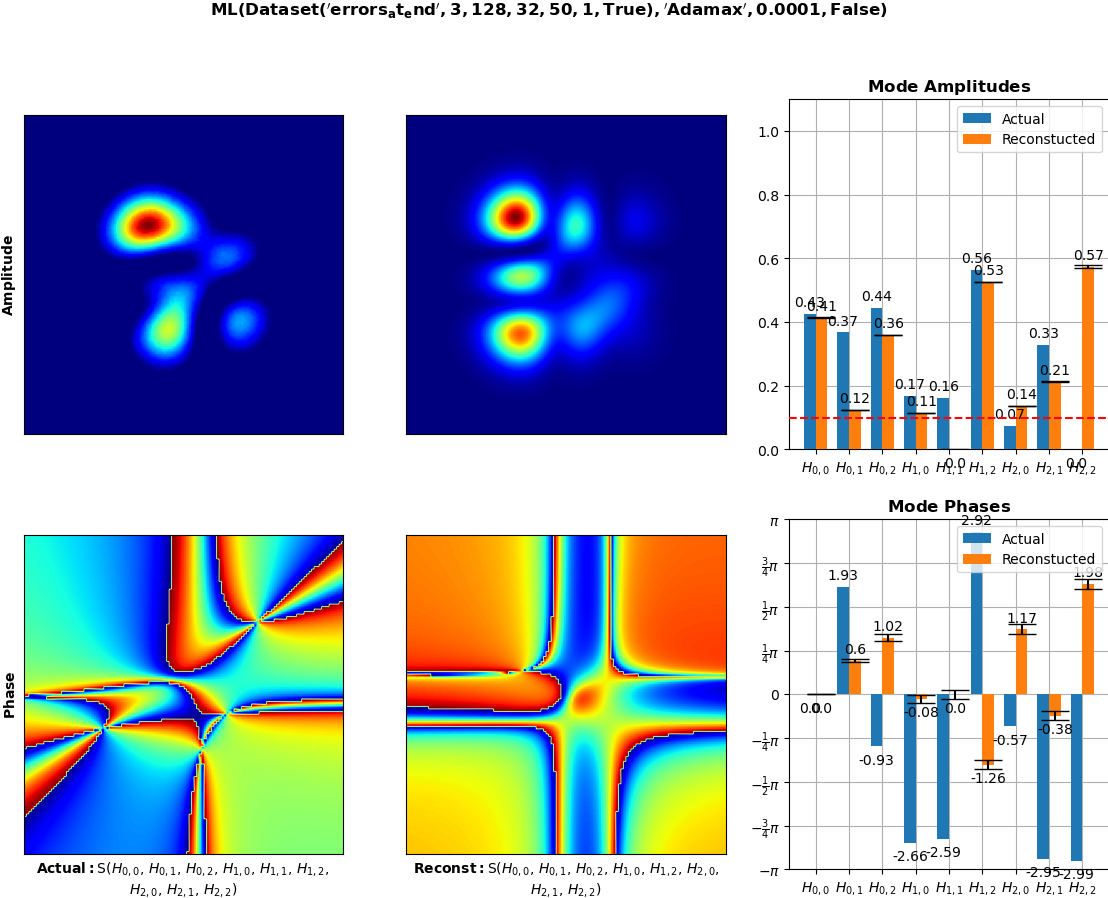 ML(Dataset('errors_at_end', 3, 128, 32, 50, 1, True), 'Adamax', 0.0001, False)
Amplitude
Mode Amplitudes
Actual
Reconstucted
1.0
0.8
0.6
0.4
0.2
0.0
0.43 0.41 0.37 0.12 0.44 0.36 0.17 0.11 0.16 0.0 0.56 0.53 0.07 0.14 0.33 0.21 0.0 0.57
H0,0 H0,1 H0,2 H1,0 H1,1 H1,2 H2,0 H2,1 H2,2
Phase
Mode Phases
Actual
Reconstucted
π
3/4π
1/2π
1/4π
0
−1/4π
−1/2π
−3/4π
−π
0.0 0.0 1.93 0.6 -0.93 1.02 -2.66 -0.08 -2.59 0.0 2.92 -1.26 -0.57 1.17 -2.95 -0.38 -2.99 1.98
H0,0 H0,1 H0,2 H1,0 H1,1 H1,2 H2,0 H2,1 H2,2
Actual: S(H0,0, H0,1, H0,2, H1,0, H1,1, H1,2,
H2,0, H2,1, H2,2)
Reconst: S(H0,0, H0,1, H0,2, H1,0, H1,2, H2,0,
H2,1, H2,2)